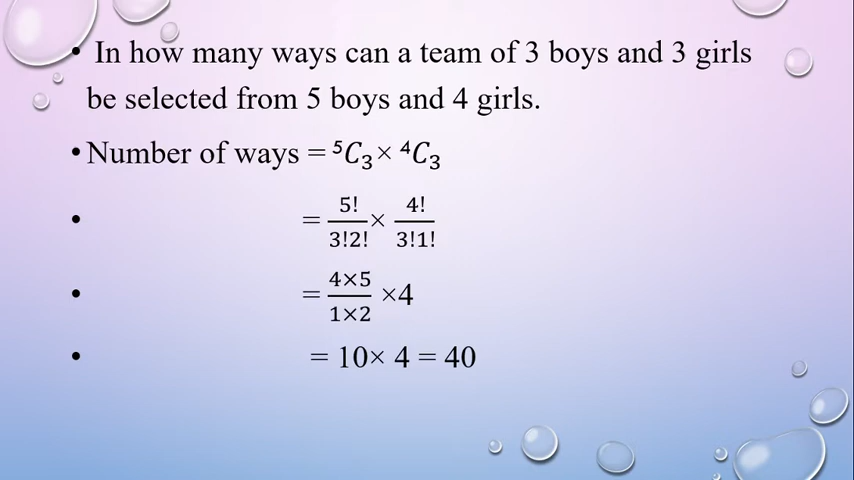 • In how many ways can a team of 3 boys and 3 girls
be selected from 5 boys and 4 girls.
• Number of ways = ⁵C₃ × ⁴C₃
• = 5!/3!2! × 4!/3!1!
• = 4×5/1×2 ×4
• = 10× 4 = 40